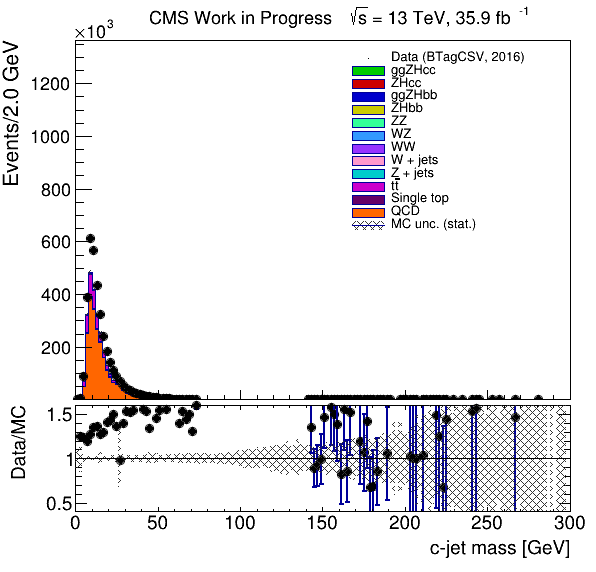 CMS Work in Progress √s = 13 TeV, 35.9 fb⁻¹
×10³
Events/2.0 GeV
1200
1000
800
600
400
200
Data (BTagCSV, 2016)
ggZHcc
ZHcc
ggZHbb
ZHbb
ZZ
WZ
WW
W + jets
Z + jets
tt̅
Single top
QCD
MC unc. (stat.)
Data/MC
1.5
1
0.5
0 50 100 150 200 250 300
c-jet mass [GeV]